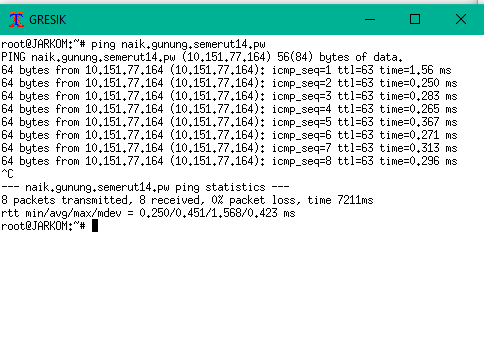 GRESIK
root@JARKOM:~# ping naik.gunung.semerut14.pw
PING naik.gunung.semerut14.pw (10.151.77.164) 56(84) bytes of data.
64 bytes from 10.151.77.164 (10.151.77.164): icmp_seq=1 ttl=63 time=1.56 ms
64 bytes from 10.151.77.164 (10.151.77.164): icmp_seq=2 ttl=63 time=0.250 ms
64 bytes from 10.151.77.164 (10.151.77.164): icmp_seq=3 ttl=63 time=0.283 ms
64 bytes from 10.151.77.164 (10.151.77.164): icmp_seq=4 ttl=63 time=0.265 ms
64 bytes from 10.151.77.164 (10.151.77.164): icmp_seq=5 ttl=63 time=0.367 ms
64 bytes from 10.151.77.164 (10.151.77.164): icmp_seq=6 ttl=63 time=0.271 ms
64 bytes from 10.151.77.164 (10.151.77.164): icmp_seq=7 ttl=63 time=0.313 ms
64 bytes from 10.151.77.164 (10.151.77.164): icmp_seq=8 ttl=63 time=0.296 ms
^C
--- naik.gunung.semerut14.pw ping statistics ---
8 packets transmitted, 8 received, 0% packet loss, time 7211ms
rtt min/avg/max/mdev = 0.250/0.451/1.568/0.423 ms
root@JARKOM:~#